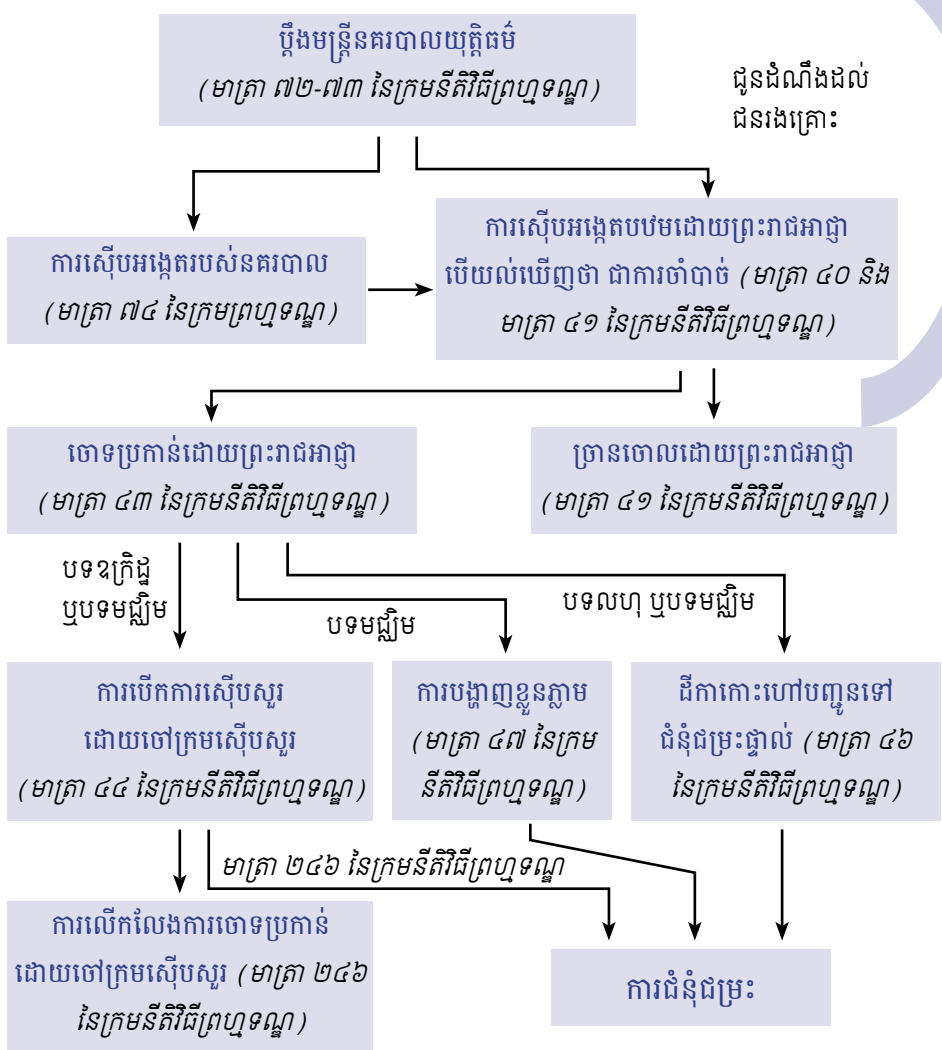 ប្តឹងមន្ត្រីនគរបាលយុត្តិធម៌
(មាត្រា ៧២-៧៣ នៃក្រមនីតិវិធីព្រហ្មទណ្ឌ)
ជូនដំណឹងដល់
ជនរងគ្រោះ
ការស៊ើបអង្កេតរបស់នគរបាល
(មាត្រា ៧៤ នៃក្រមព្រហ្មទណ្ឌ)
ការស៊ើបអង្កេតបឋមដោយព្រះរាជអាជ្ញា
បើយល់ឃើញថា ជាការចាំបាច់ (មាត្រា ៤០ និង
មាត្រា ៤១ នៃក្រមនីតិវិធីព្រហ្មទណ្ឌ)
ចោទប្រកាន់ដោយព្រះរាជអាជ្ញា
(មាត្រា ៤៣ នៃក្រមនីតិវិធីព្រហ្មទណ្ឌ)
ច្រានចោលដោយព្រះរាជអាជ្ញា
(មាត្រា ៤១ នៃក្រមនីតិវិធីព្រហ្មទណ្ឌ)
បទឧក្រិដ្ឋ
ឬបទមជ្ឈិម
បទមជ្ឈិម
បទលហុ ឬបទមជ្ឈិម
ការបើកការស៊ើបសួរ
ដោយចៅក្រមស៊ើបសួរ
(មាត្រា ៤៤ នៃក្រមនីតិវិធីព្រហ្មទណ្ឌ)
ការបង្ហាញខ្លួនភ្លាម
(មាត្រា ៤៧ នៃក្រម
នីតិវិធីព្រហ្មទណ្ឌ)
ដីកាកោះហៅបញ្ជូនទៅ
ជំនុំជម្រះផ្ទាល់ (មាត្រា ៤៦
នៃក្រមនីតិវិធីព្រហ្មទណ្ឌ)
មាត្រា ២៤៦ នៃក្រមនីតិវិធីព្រហ្មទណ្ឌ
ការលើកលែងការចោទប្រកាន់
ដោយចៅក្រមស៊ើបសួរ (មាត្រា ២៤៦
នៃក្រមនីតិវិធីព្រហ្មទណ្ឌ)
ការជំនុំជម្រះ